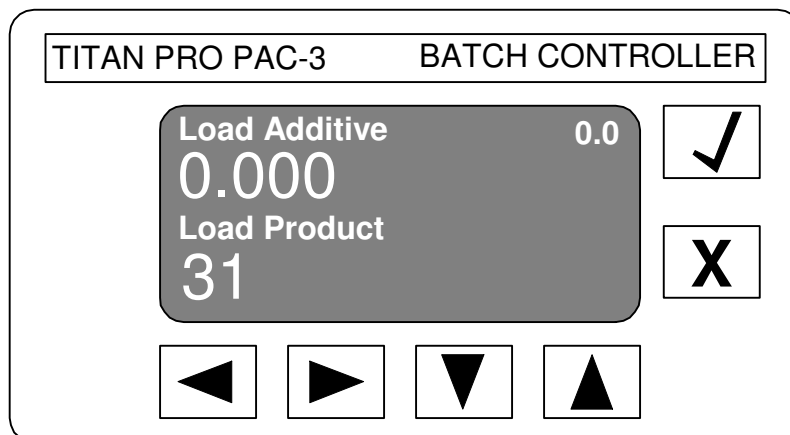 TITAN PRO PAC-3 BATCH CONTROLLER
Load Additive 0.0
0.000
Load Product
31
X